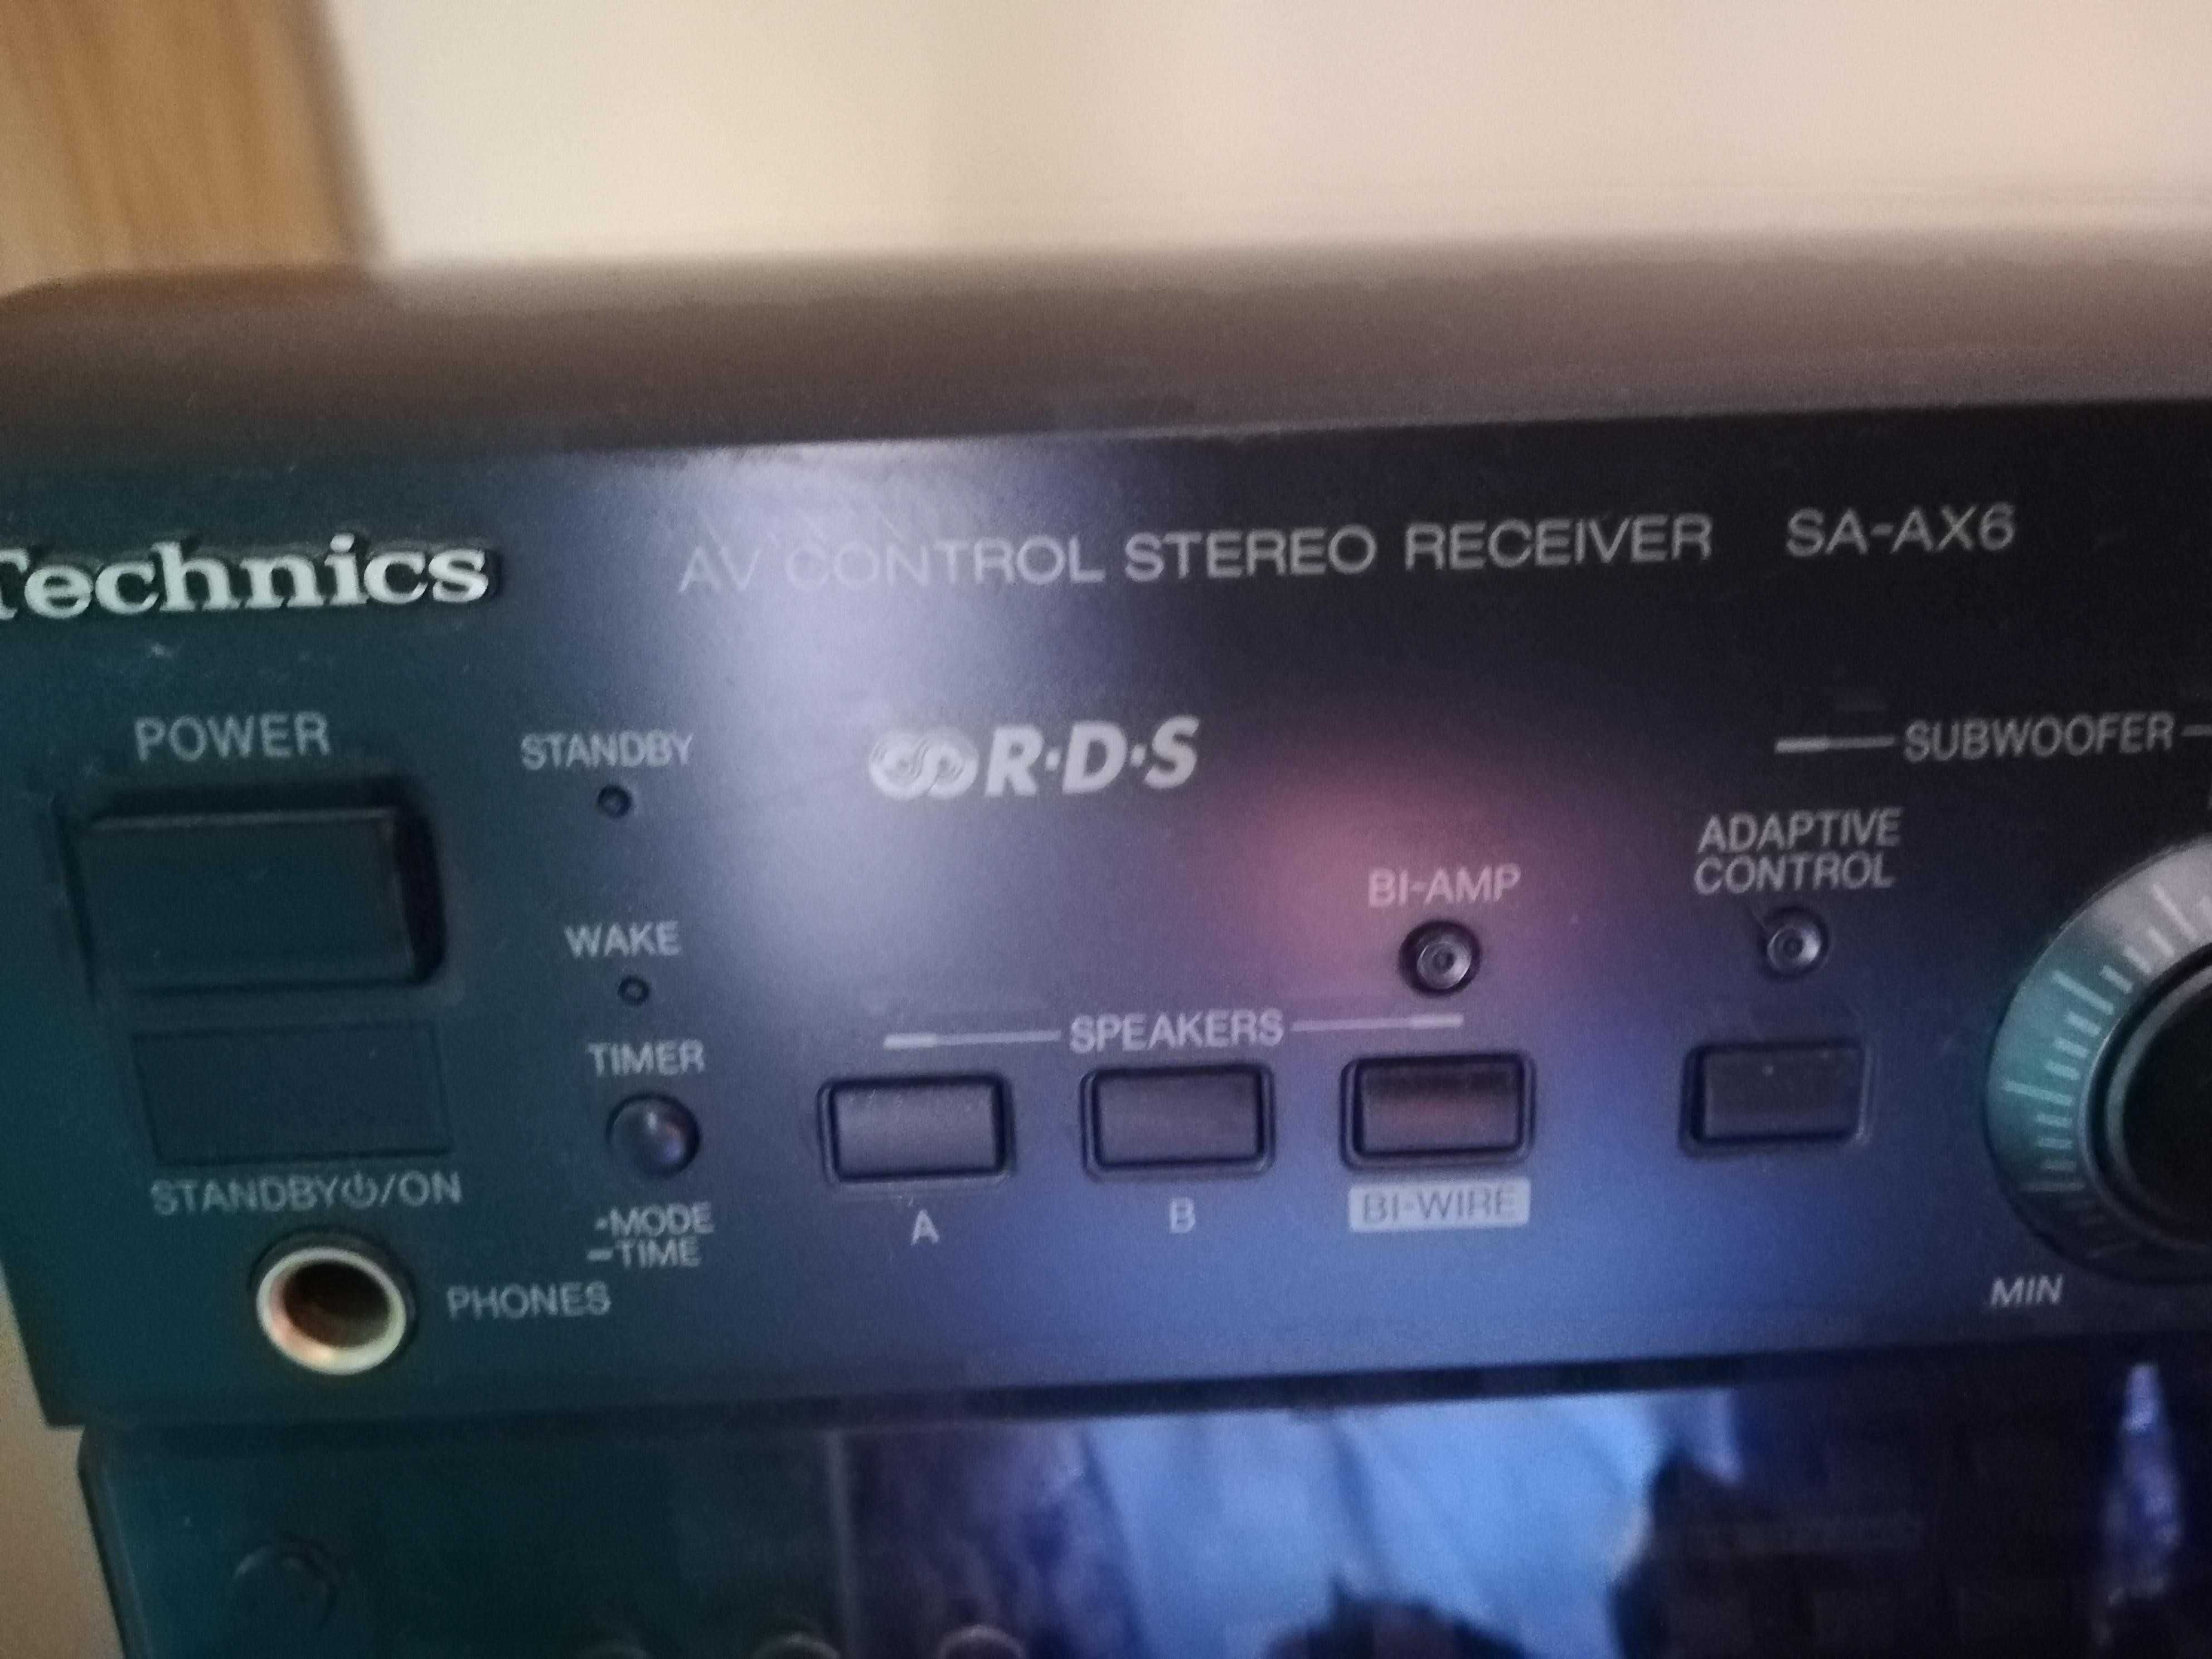 Technics
AV CONTROL STEREO RECEIVER SA-AX6
POWER
STANDBY
R·D·S
SUBWOOFER
ADAPTIVE
CONTROL
BI-AMP
WAKE
SPEAKERS
TIMER
STANDBY⏻/ON
A
B
BI-WIRE
-MODE
–TIME
PHONES
MIN